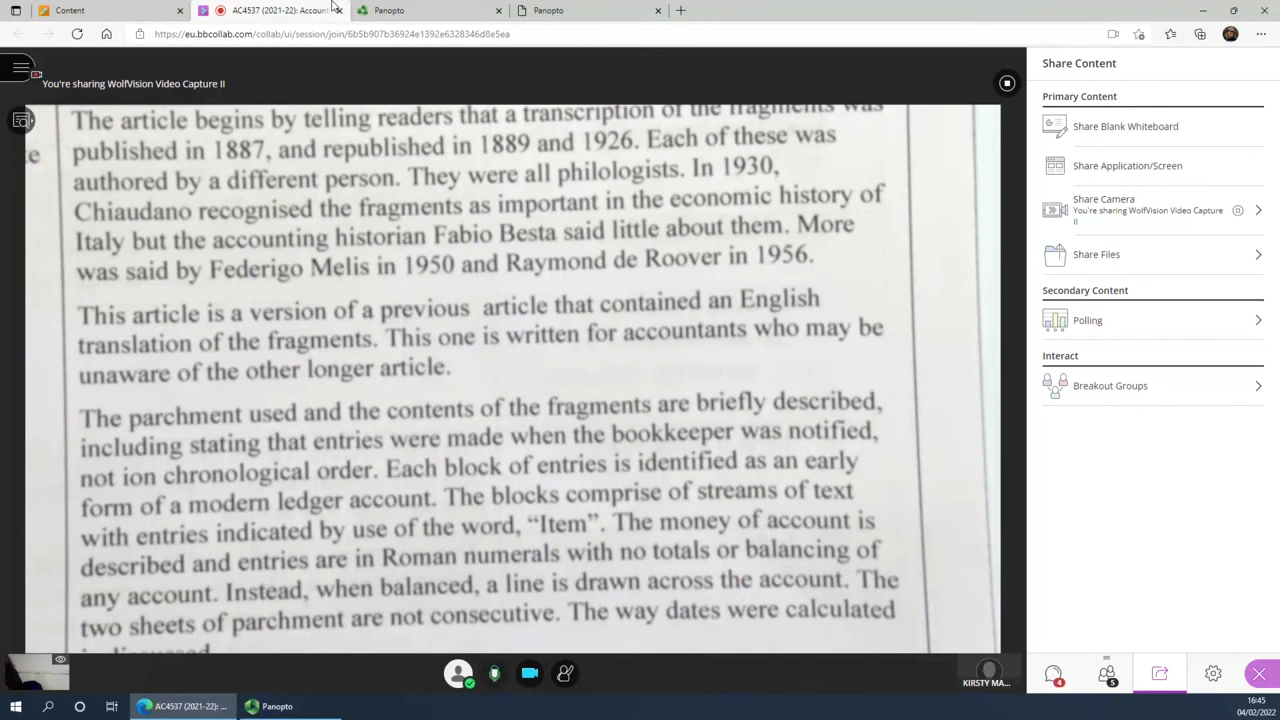 Content
AC4537 (2021-22): Account
Panopto
Panopto
https://eu.bbcollab.com/collab/ui/session/join/6b5b907b36924e1392e6328346d8e5ea
You're sharing WolfVision Video Capture II
The article begins by telling readers that a transcription of the fragments was
published in 1887, and republished in 1889 and 1926. Each of these was
authored by a different person. They were all philologists. In 1930,
Chiaudano recognised the fragments as important in the economic history of
Italy but the accounting historian Fabio Besta said little about them. More
was said by Federigo Melis in 1950 and Raymond de Roover in 1956.
This article is a version of a previous article that contained an English
translation of the fragments. This one is written for accountants who may be
unaware of the other longer article.
The parchment used and the contents of the fragments are briefly described,
including stating that entries were made when the bookkeeper was notified,
not ion chronological order. Each block of entries is identified as an early
form of a modern ledger account. The blocks comprise of streams of text
with entries indicated by use of the word, “Item”. The money of account is
described and entries are in Roman numerals with no totals or balancing of
any account. Instead, when balanced, a line is drawn across the account. The
two sheets of parchment are not consecutive. The way dates were calculated
KIRSTY MA...
Share Content
Primary Content
Share Blank Whiteboard
Share Application/Screen
Share Camera
You're sharing WolfVision Video Capture
II
Share Files
Secondary Content
Polling
Interact
Breakout Groups
4
5
AC4537 (2021-22): ...
Panopto
16:45
04/02/2022